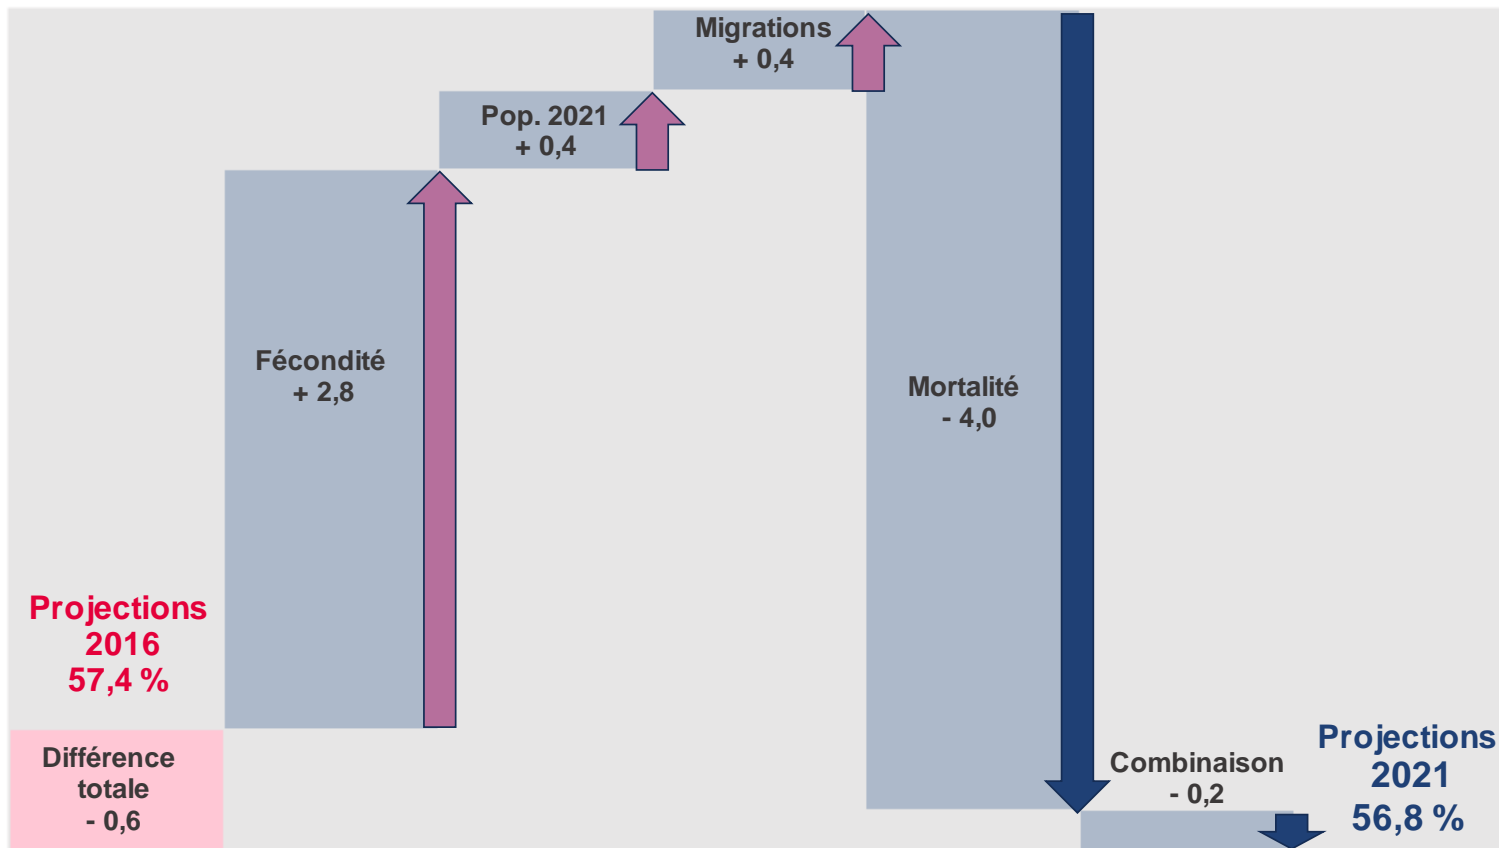 Projections
2016
57,4 %
Différence
totale
- 0,6
Fécondité
+ 2,8
Pop. 2021
+ 0,4
Migrations
+ 0,4
Mortalité
- 4,0
Combinaison
- 0,2
Projections
2021
56,8 %